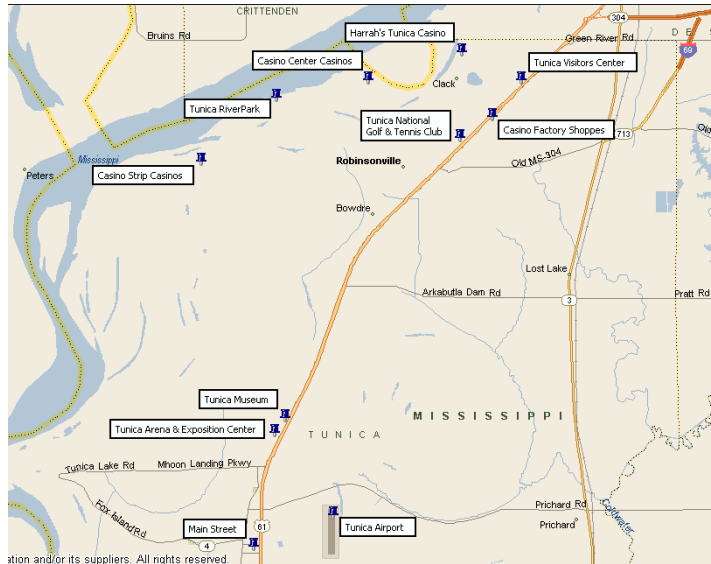 CRITTENDEN
304
DE
Bruins Rd
Harrah's Tunica Casino
Green River Rd
69
Casino Center Casinos
Tunica Visitors Center
Clack
Tunica RiverPark
Tunica National
Golf & Tennis Club
Casino Factory Shoppes
713
Old
Mississippi
Robinsonville
Old MS-304
Peters
Casino Strip Casinos
Bowdre
Lost Lake
Arkabutla Dam Rd
3
Pratt Rd
Tunica Museum
MISSISSIPPI
Tunica Arena & Exposition Center
TUNICA
Tunica Lake Rd
Mhoon Landing Pkwy
Fox Island Rd
Prichard Rd
Coldwater
Main Street
61
Tunica Airport
Prichard
4
ation and/or its suppliers. All rights reserved.